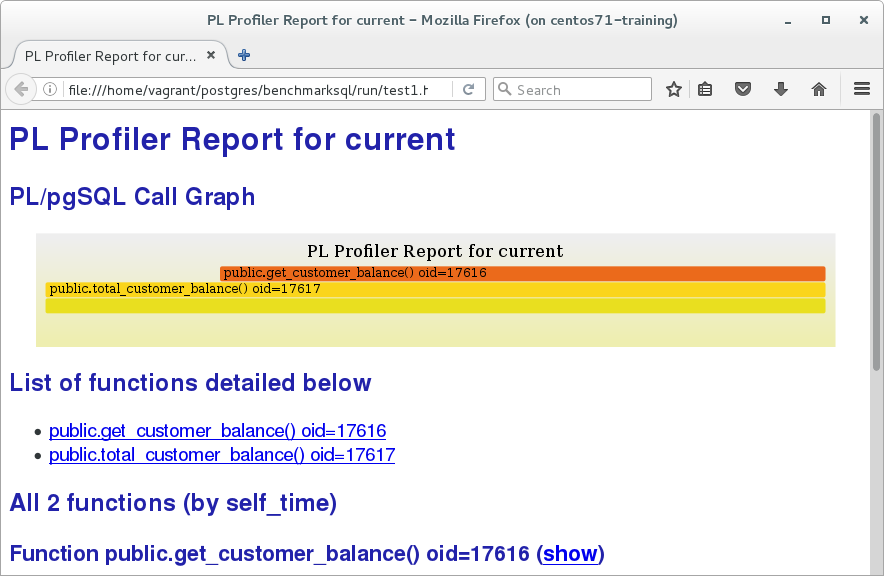 PL Profiler Report for current - Mozilla Firefox (on centos71-training)
PL Profiler Report for cur...
file:///home/vagrant/postgres/benchmarksql/run/test1.h
Search
PL Profiler Report for current
PL/pgSQL Call Graph
PL Profiler Report for current
public.get_customer_balance() oid=17616
public.total_customer_balance() oid=17617
List of functions detailed below
public.get_customer_balance() oid=17616
public.total_customer_balance() oid=17617
All 2 functions (by self_time)
Function public.get_customer_balance() oid=17616 (show)